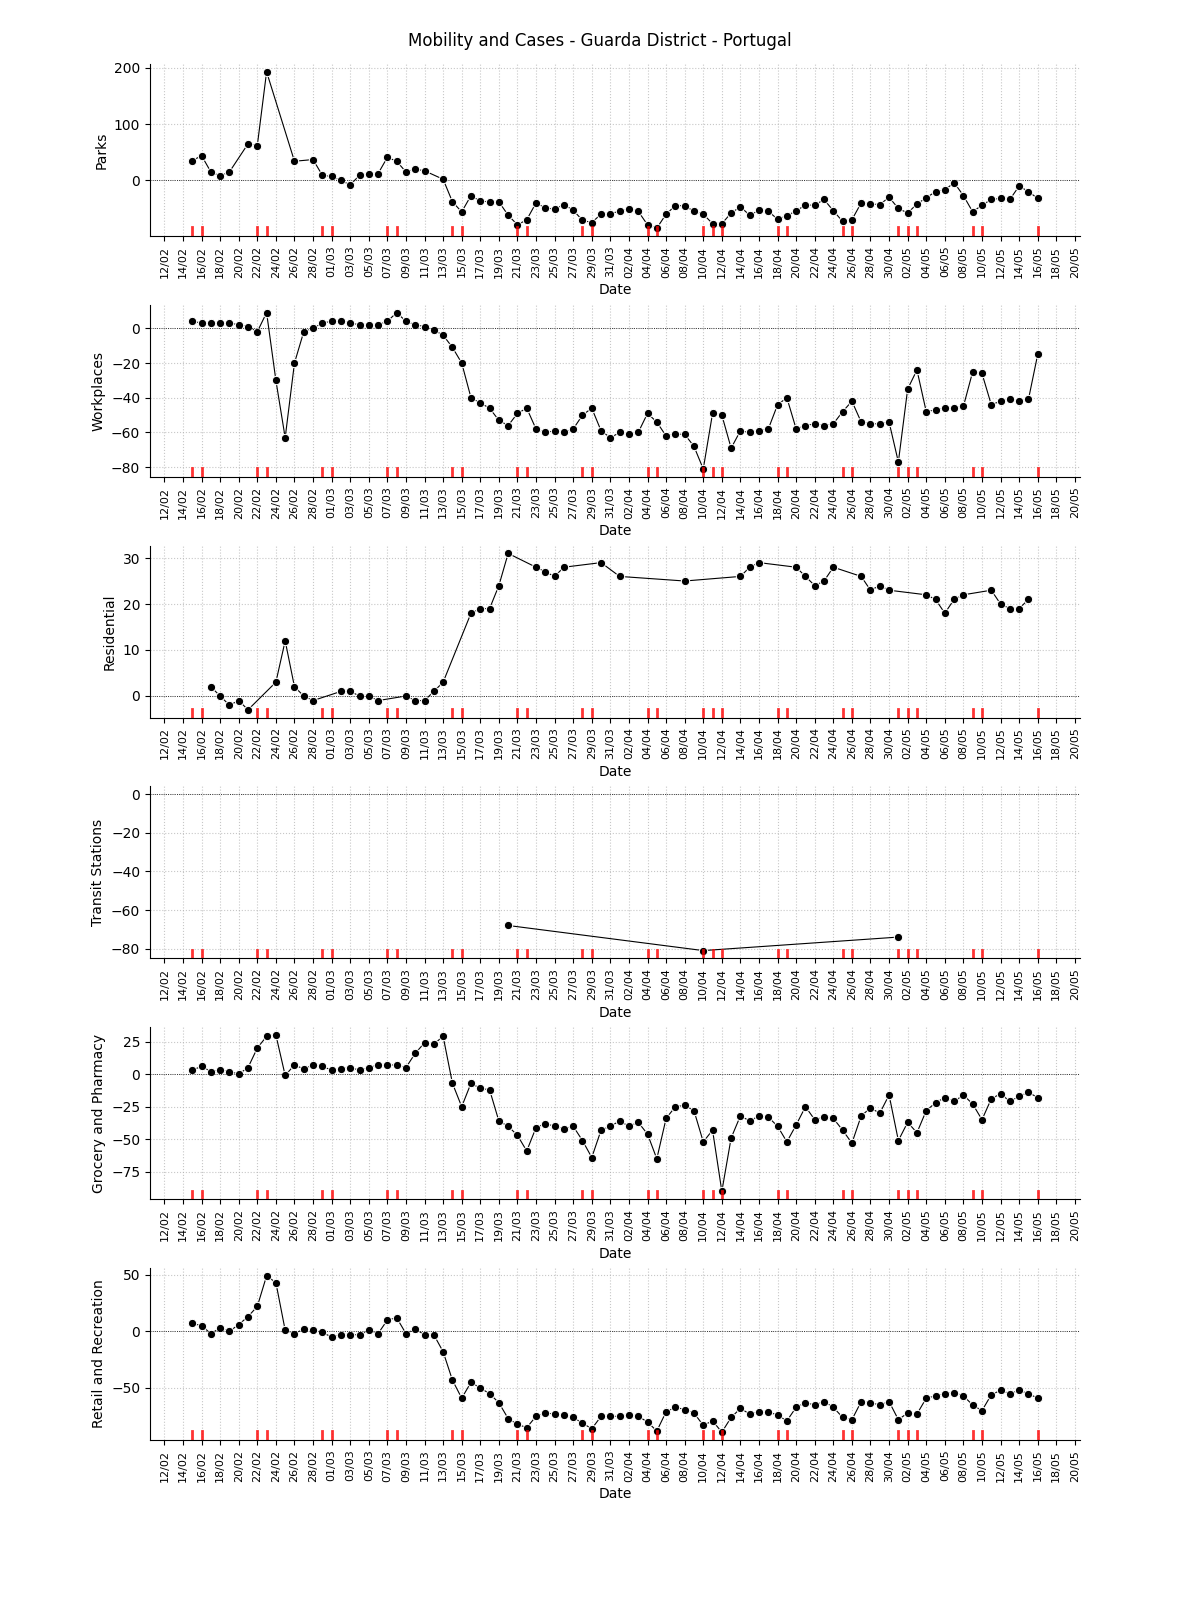 Mobility and Cases - Guarda District - Portugal
200
100
0
Parks
12/02 14/02 16/02 18/02 20/02 22/02 24/02 26/02 28/02 01/03 03/03 05/03 07/03 09/03 11/03 13/03 15/03 17/03 19/03 21/03 23/03 25/03 27/03 29/03 31/03 02/04 04/04 06/04 08/04 10/04 12/04 14/04 16/04 18/04 20/04 22/04 24/04 26/04 28/04 30/04 02/05 04/05 06/05 08/05 10/05 12/05 14/05 16/05 18/05 20/05
Date
0
−20
−40
−60
−80
Workplaces
12/02 14/02 16/02 18/02 20/02 22/02 24/02 26/02 28/02 01/03 03/03 05/03 07/03 09/03 11/03 13/03 15/03 17/03 19/03 21/03 23/03 25/03 27/03 29/03 31/03 02/04 04/04 06/04 08/04 10/04 12/04 14/04 16/04 18/04 20/04 22/04 24/04 26/04 28/04 30/04 02/05 04/05 06/05 08/05 10/05 12/05 14/05 16/05 18/05 20/05
Date
30
20
10
0
Residential
12/02 14/02 16/02 18/02 20/02 22/02 24/02 26/02 28/02 01/03 03/03 05/03 07/03 09/03 11/03 13/03 15/03 17/03 19/03 21/03 23/03 25/03 27/03 29/03 31/03 02/04 04/04 06/04 08/04 10/04 12/04 14/04 16/04 18/04 20/04 22/04 24/04 26/04 28/04 30/04 02/05 04/05 06/05 08/05 10/05 12/05 14/05 16/05 18/05 20/05
Date
0
−20
−40
−60
−80
Transit Stations
12/02 14/02 16/02 18/02 20/02 22/02 24/02 26/02 28/02 01/03 03/03 05/03 07/03 09/03 11/03 13/03 15/03 17/03 19/03 21/03 23/03 25/03 27/03 29/03 31/03 02/04 04/04 06/04 08/04 10/04 12/04 14/04 16/04 18/04 20/04 22/04 24/04 26/04 28/04 30/04 02/05 04/05 06/05 08/05 10/05 12/05 14/05 16/05 18/05 20/05
Date
25
0
−25
−50
−75
Grocery and Pharmacy
12/02 14/02 16/02 18/02 20/02 22/02 24/02 26/02 28/02 01/03 03/03 05/03 07/03 09/03 11/03 13/03 15/03 17/03 19/03 21/03 23/03 25/03 27/03 29/03 31/03 02/04 04/04 06/04 08/04 10/04 12/04 14/04 16/04 18/04 20/04 22/04 24/04 26/04 28/04 30/04 02/05 04/05 06/05 08/05 10/05 12/05 14/05 16/05 18/05 20/05
Date
50
0
−50
Retail and Recreation
12/02 14/02 16/02 18/02 20/02 22/02 24/02 26/02 28/02 01/03 03/03 05/03 07/03 09/03 11/03 13/03 15/03 17/03 19/03 21/03 23/03 25/03 27/03 29/03 31/03 02/04 04/04 06/04 08/04 10/04 12/04 14/04 16/04 18/04 20/04 22/04 24/04 26/04 28/04 30/04 02/05 04/05 06/05 08/05 10/05 12/05 14/05 16/05 18/05 20/05
Date